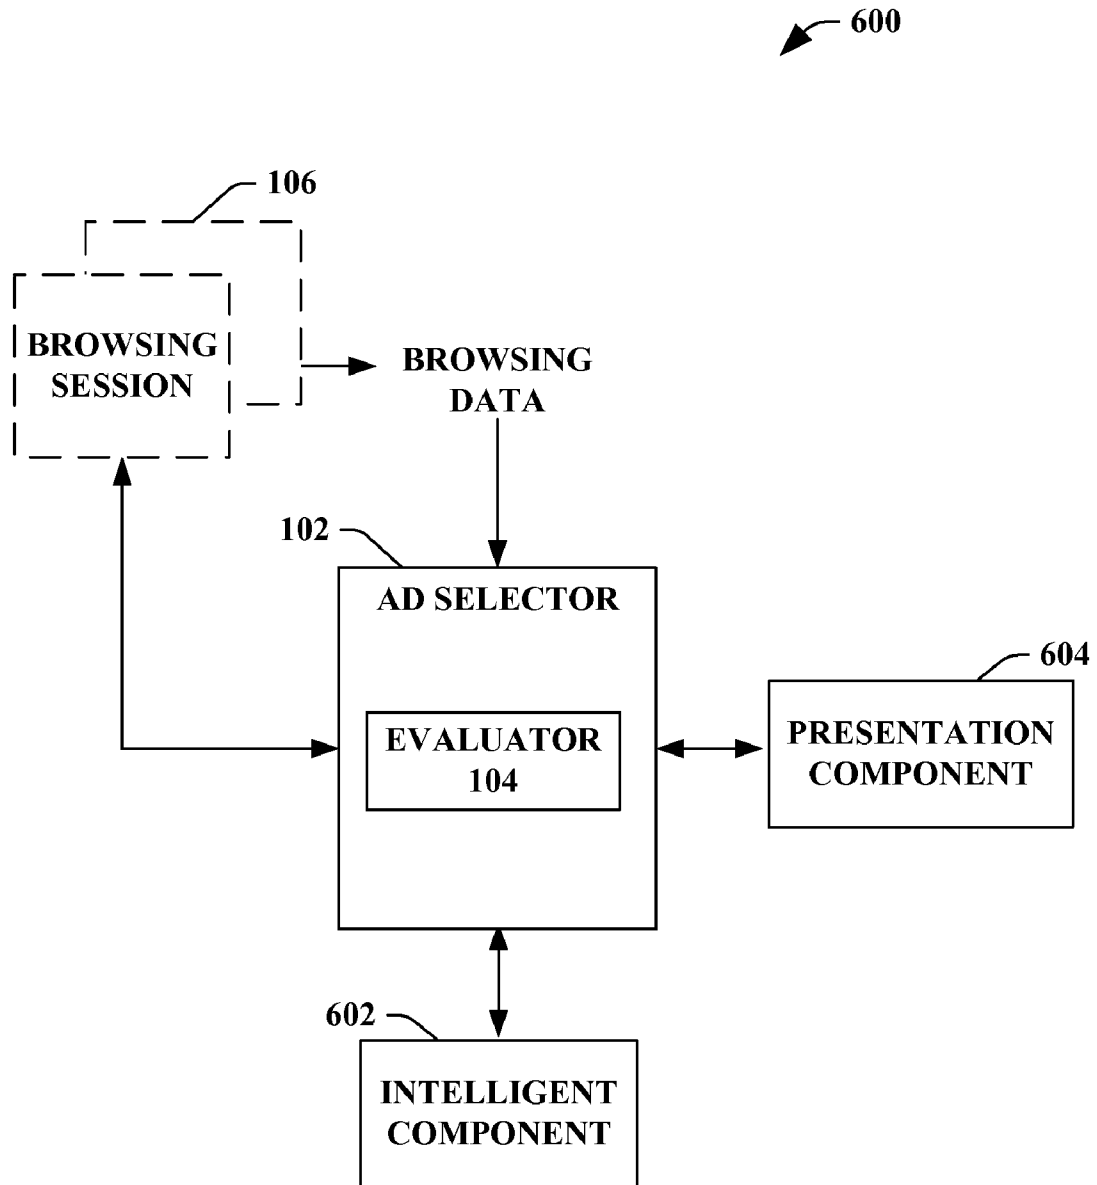 600
106
BROWSING
SESSION
BROWSING
DATA
102
AD SELECTOR
EVALUATOR
104
604
PRESENTATION
COMPONENT
602
INTELLIGENT
COMPONENT